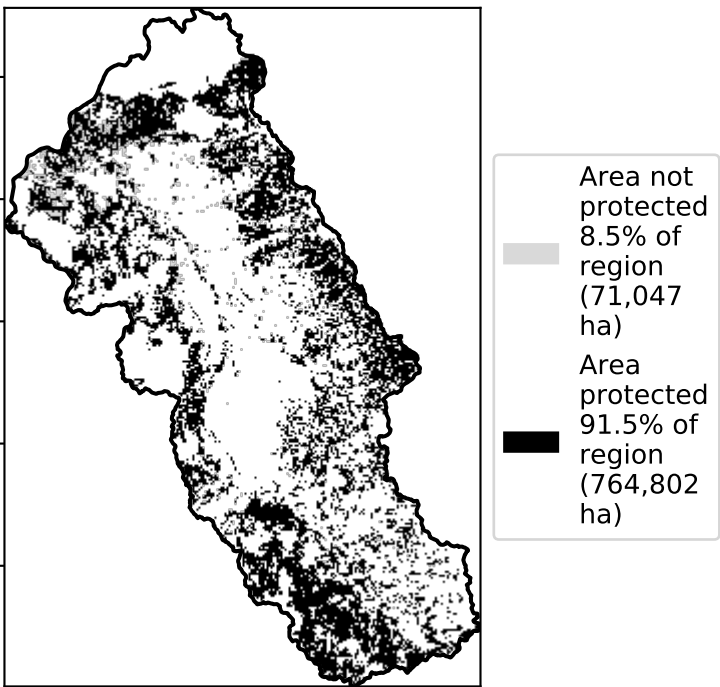 Area not
protected
8.5% of
region
(71,047
ha)
Area
protected
91.5% of
region
(764,802
ha)